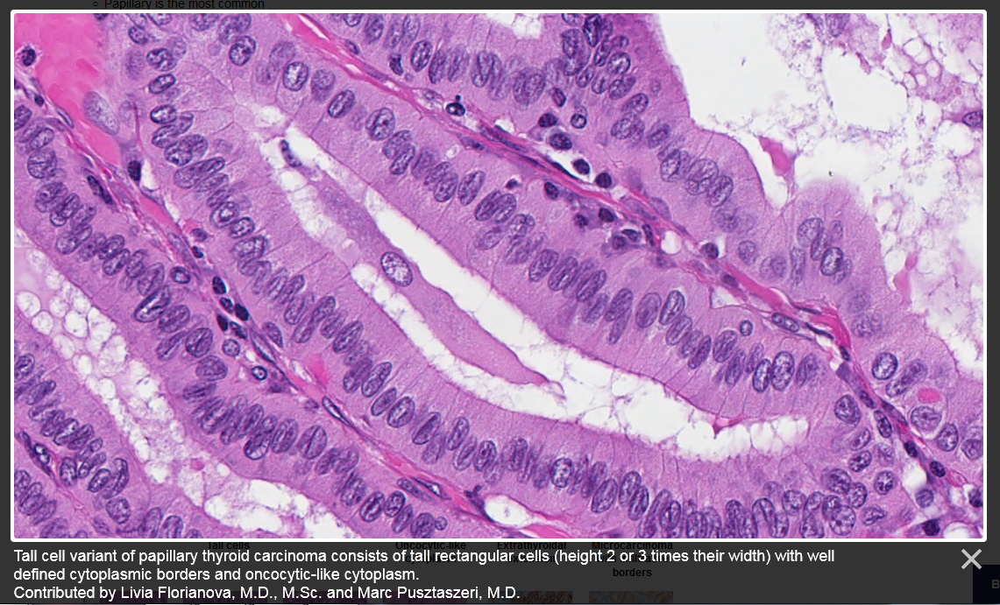 Papillary is the most common
Tall cells Oncocytic-like Extrathyroidal Microcarcinoma
borders
Tall cell variant of papillary thyroid carcinoma consists of tall rectangular cells (height 2 or 3 times their width) with well
defined cytoplasmic borders and oncocytic-like cytoplasm.
Contributed by Livia Florianova, M.D., M.Sc. and Marc Pusztaszeri, M.D.